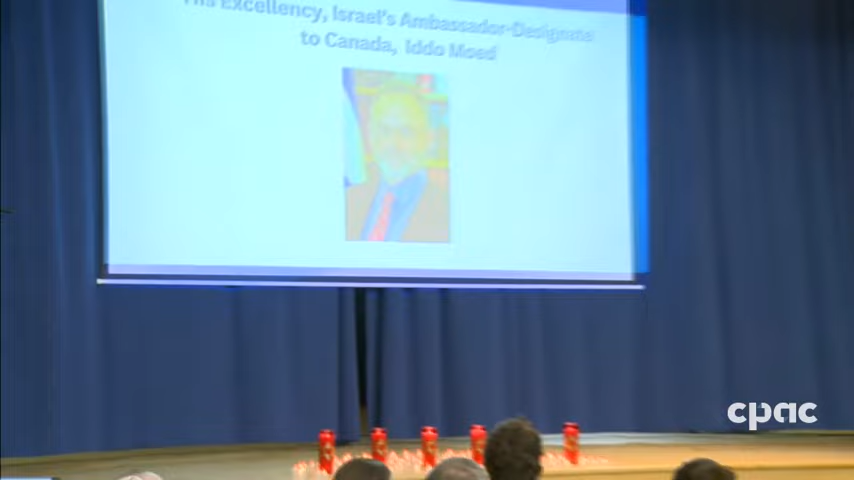 His Excellency, Israel's Ambassador-Designate
to Canada, Iddo Moed
cpac